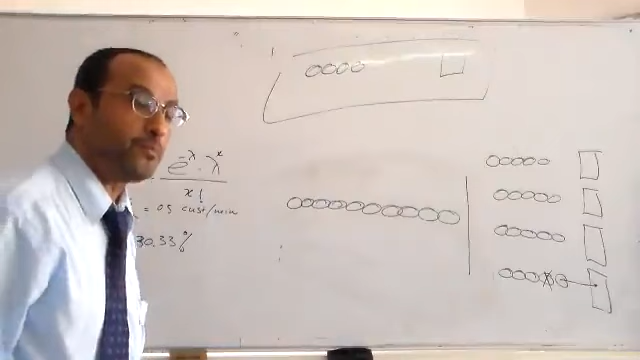 e^-λ . λ^x
x!
= 0.5 cust/min
30.33%